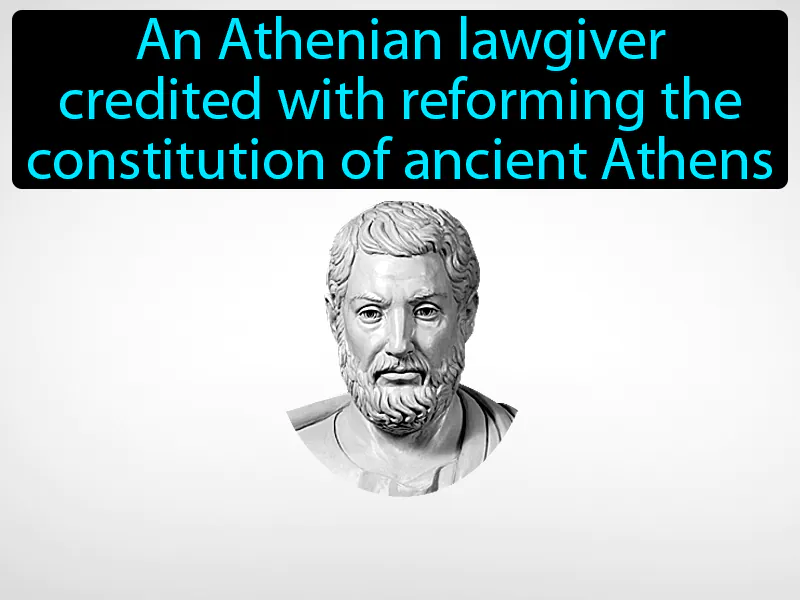 An Athenian lawgiver
credited with reforming the
constitution of ancient Athens